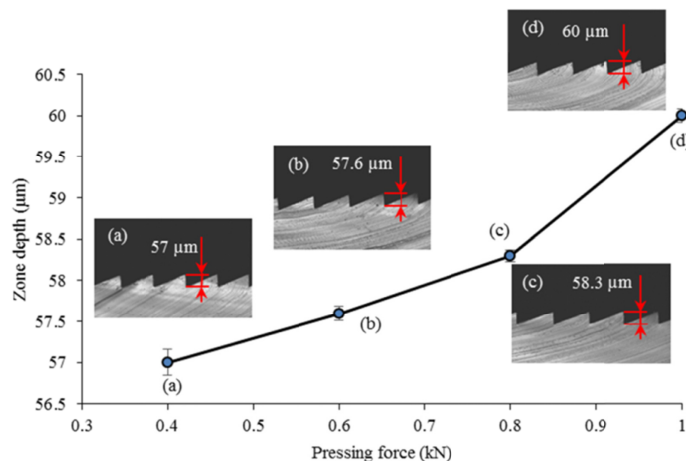 (d) 60 µm
60.5
60
(d)
59.5
(b) 57.6 µm
59
58.5
(a) 57 µm
(c)
58
(c) 58.3 µm
57.5
(b)
57
(a)
56.5
0.3 0.4 0.5 0.6 0.7 0.8 0.9 1
Zone depth (µm)
Pressing force (kN)